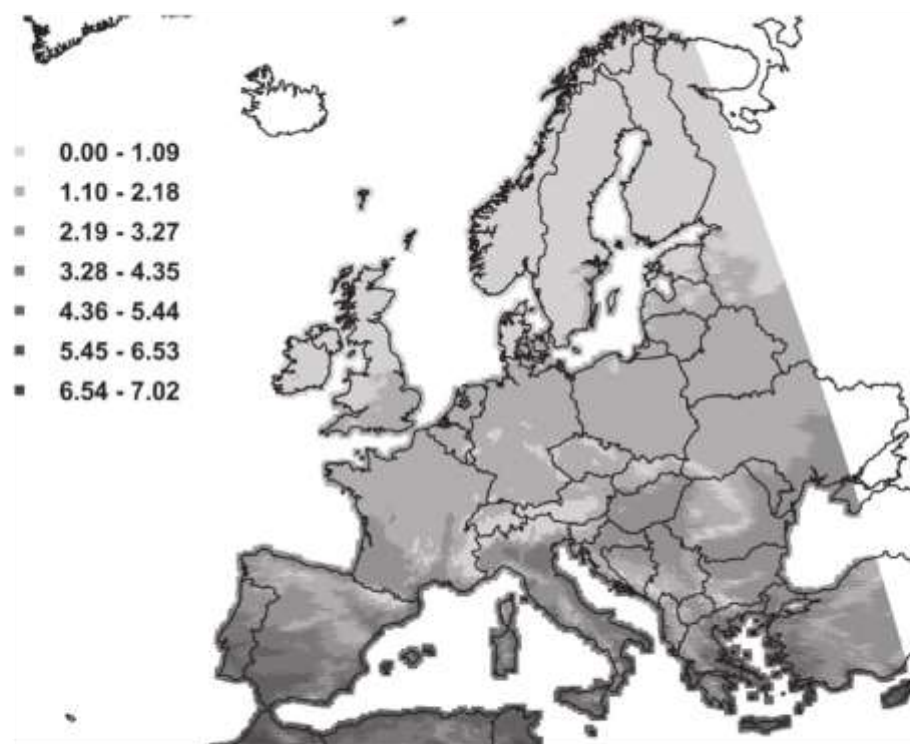 0.00 - 1.09
1.10 - 2.18
2.19 - 3.27
3.28 - 4.35
4.36 - 5.44
5.45 - 6.53
6.54 - 7.02